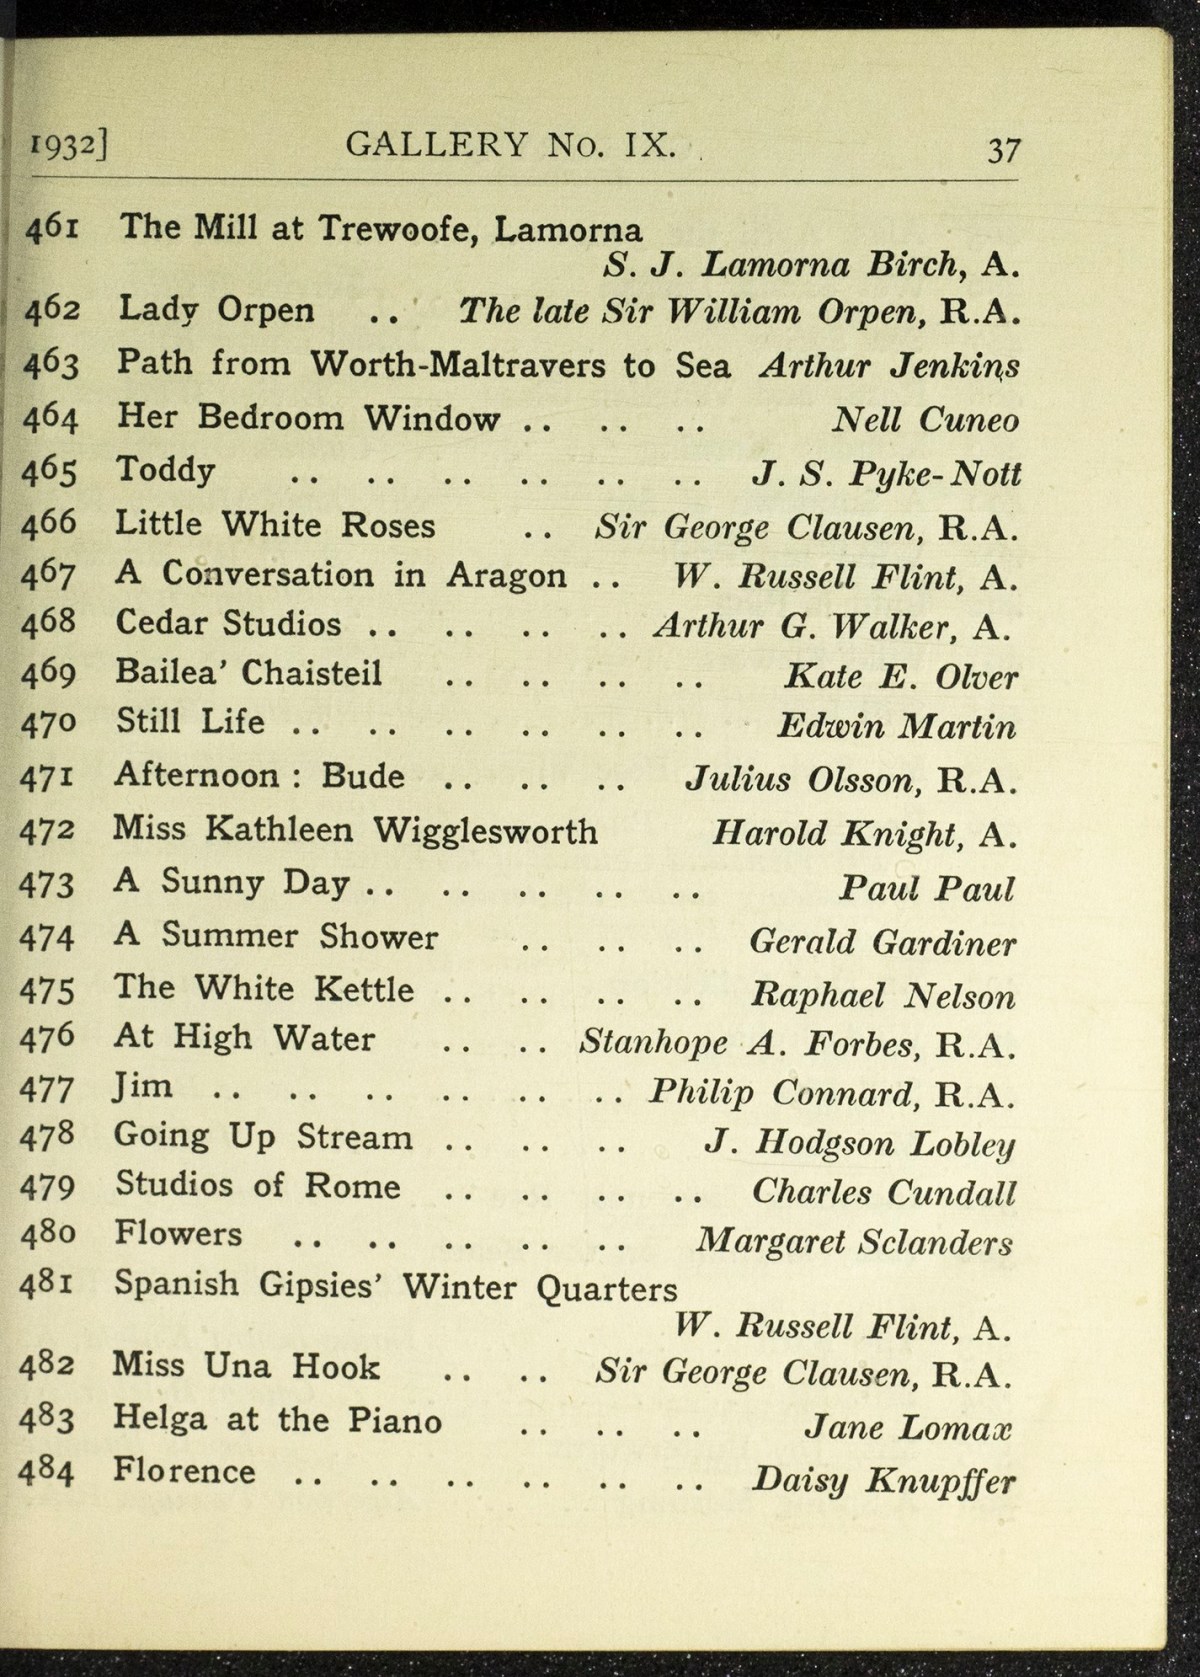 1932] GALLERY No. IX. 37
461 The Mill at Trewoofe, Lamorna
S. J. Lamorna Birch, A.
462 Lady Orpen .. The late Sir William Orpen, R.A.
463 Path from Worth-Maltravers to Sea Arthur Jenkins
464 Her Bedroom Window .. .. .. Nell Cuneo
465 Toddy .. .. .. .. .. .. J. S. Pyke-Nott
466 Little White Roses .. Sir George Clausen, R.A.
467 A Conversation in Aragon .. W. Russell Flint, A.
468 Cedar Studios .. .. .. .. Arthur G. Walker, A.
469 Bailea' Chaisteil .. .. .. .. Kate E. Olver
470 Still Life .. .. .. .. .. .. Edwin Martin
471 Afternoon : Bude .. .. .. Julius Olsson, R.A.
472 Miss Kathleen Wigglesworth Harold Knight, A.
473 A Sunny Day .. .. .. .. .. Paul Paul
474 A Summer Shower .. .. .. Gerald Gardiner
475 The White Kettle .. .. .. .. Raphael Nelson
476 At High Water .. .. Stanhope A. Forbes, R.A.
477 Jim .. .. .. .. .. .. Philip Connard, R.A.
478 Going Up Stream .. .. .. J. Hodgson Lobley
479 Studios of Rome .. .. .. .. Charles Cundall
480 Flowers .. .. .. .. .. Margaret Sclanders
481 Spanish Gipsies' Winter Quarters
W. Russell Flint, A.
482 Miss Una Hook .. .. Sir George Clausen, R.A.
483 Helga at the Piano .. .. .. Jane Lomax
484 Florence .. .. .. .. .. .. Daisy Knupffer